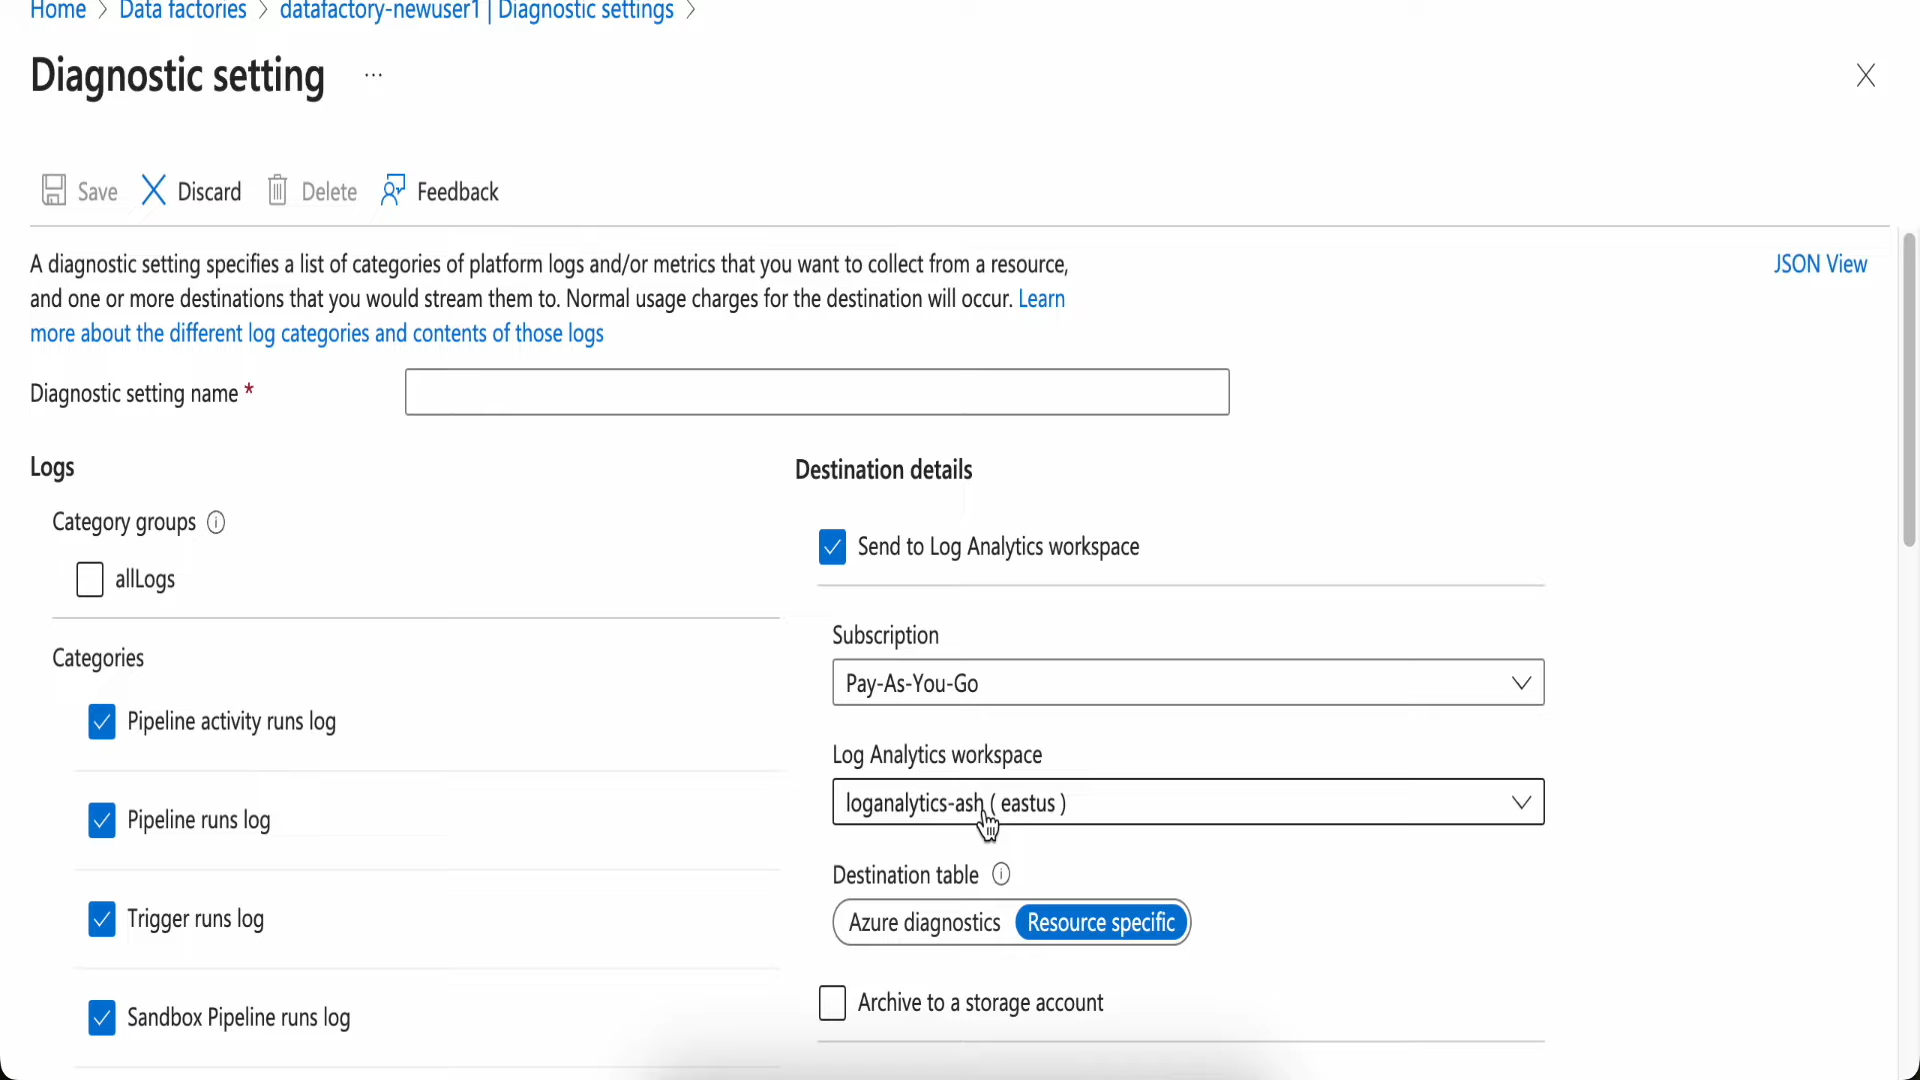 Home > Data factories > datafactory-newuser1 | Diagnostic settings >
Diagnostic setting ...
Save Discard Delete Feedback
A diagnostic setting specifies a list of categories of platform logs and/or metrics that you want to collect from a resource,
and one or more destinations that you would stream them to. Normal usage charges for the destination will occur. Learn
more about the different log categories and contents of those logs
JSON View
Diagnostic setting name *
Logs
Category groups
allLogs
Categories
Pipeline activity runs log
Pipeline runs log
Trigger runs log
Sandbox Pipeline runs log
Destination details
Send to Log Analytics workspace
Subscription
Pay-As-You-Go
Log Analytics workspace
loganalytics-ash ( eastus )
Destination table
Azure diagnostics Resource specific
Archive to a storage account